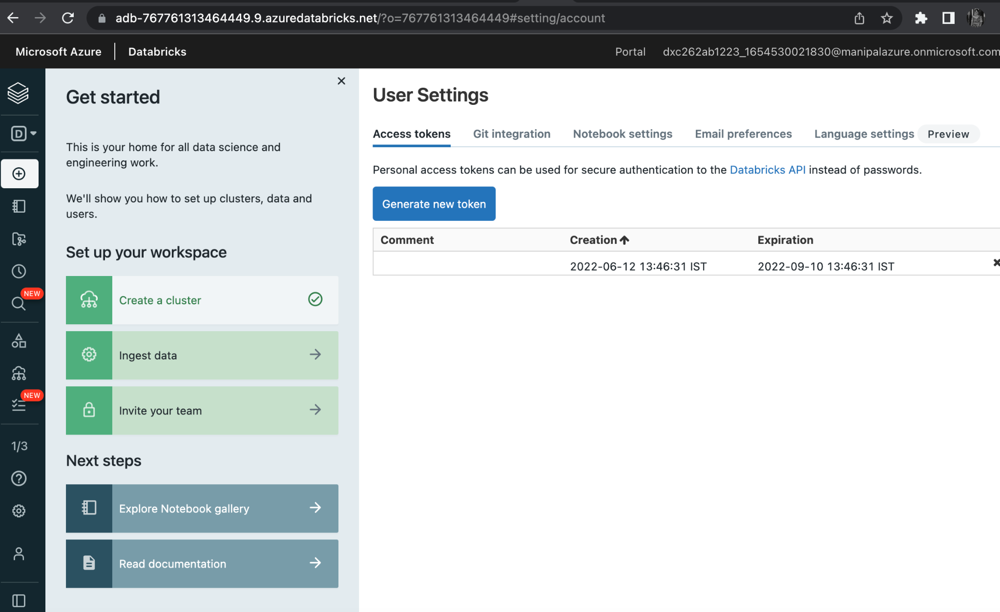 adb-767761313464449.9.azuredatabricks.net/?o=767761313464449#setting/account
Microsoft Azure
Databricks
Portal
dxc262ab1223_1654530021830@manipalazure.onmicrosoft.com
Get started
This is your home for all data science and
engineering work.
We'll show you how to set up clusters, data and
users.
Set up your workspace
Create a cluster
Ingest data
Invite your team
Next steps
Explore Notebook gallery
Read documentation
D
NEW
NEW
1/3
User Settings
Access tokens
Git integration
Notebook settings
Email preferences
Language settings
Preview
Personal access tokens can be used for secure authentication to the Databricks API instead of passwords.
Generate new token
Comment
Creation
Expiration
2022-06-12 13:46:31 IST
2022-09-10 13:46:31 IST